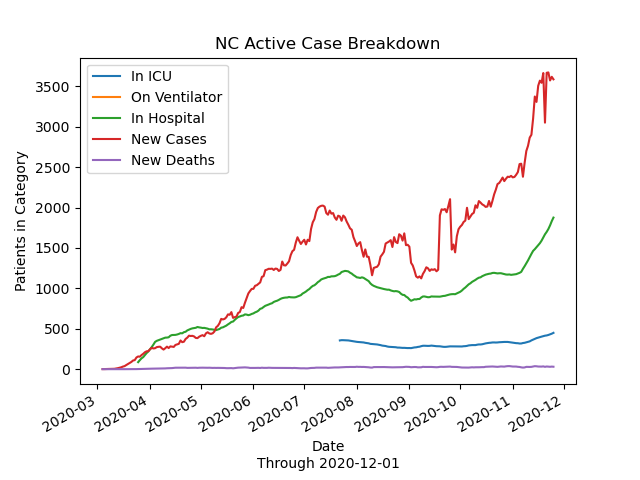 NC Active Case Breakdown
In ICU
On Ventilator
In Hospital
New Cases
New Deaths
Patients in Category
3500
3000
2500
2000
1500
1000
500
0
2020-03
2020-04
2020-05
2020-06
2020-07
2020-08
2020-09
2020-10
2020-11
2020-12
Date
Through 2020-12-01